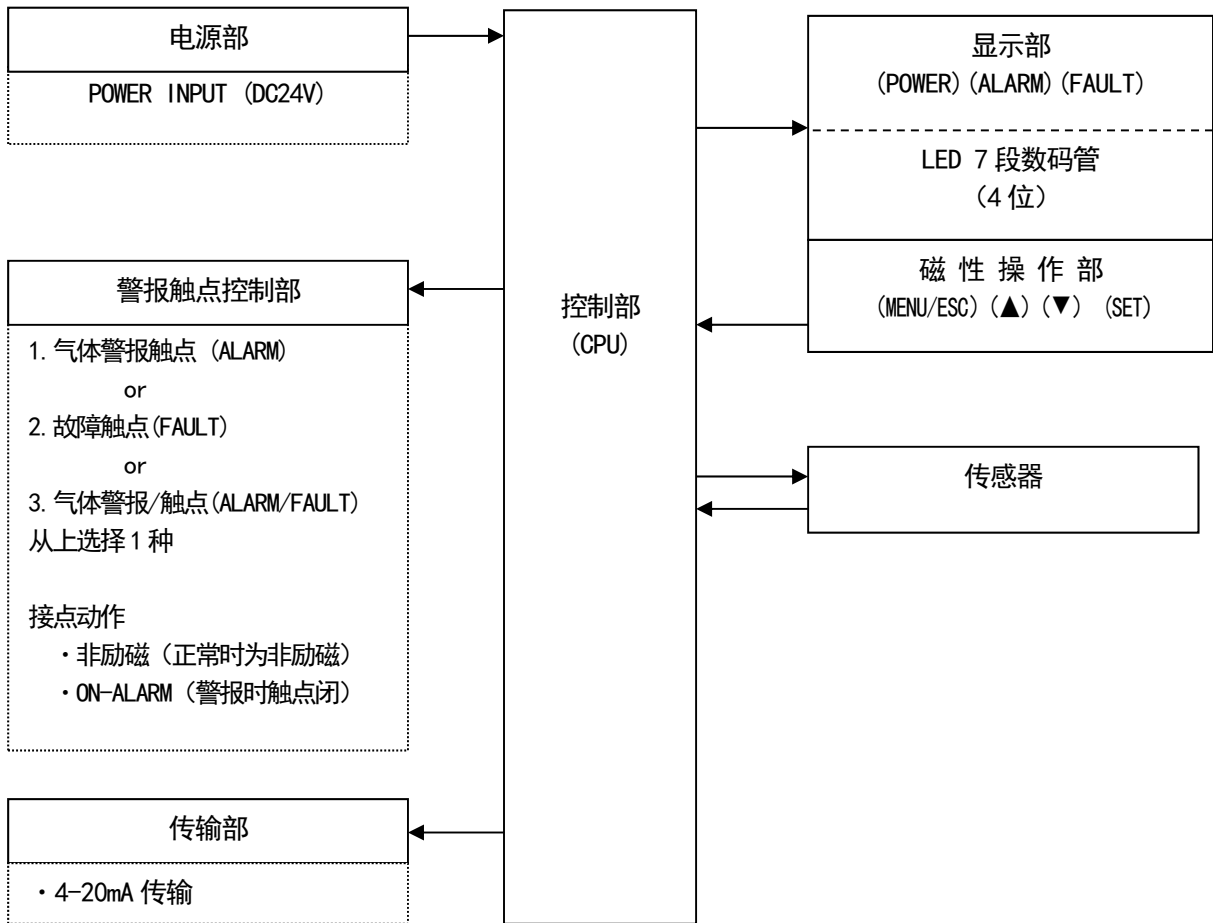 电源部
POWER INPUT (DC24V)
警报触点控制部
1. 气体警报触点 (ALARM)
or
2. 故障触点(FAULT)
or
3. 气体警报/触点(ALARM/FAULT)
从上选择 1 种
接点动作
・非励磁（正常时为非励磁）
・ON-ALARM（警报时触点闭）
传输部
・4-20mA 传输
控制部
(CPU)
显示部
(POWER) (ALARM) (FAULT)
LED 7 段数码管
（4 位）
磁 性 操 作 部
(MENU/ESC) (▲) (▼) (SET)
传感器